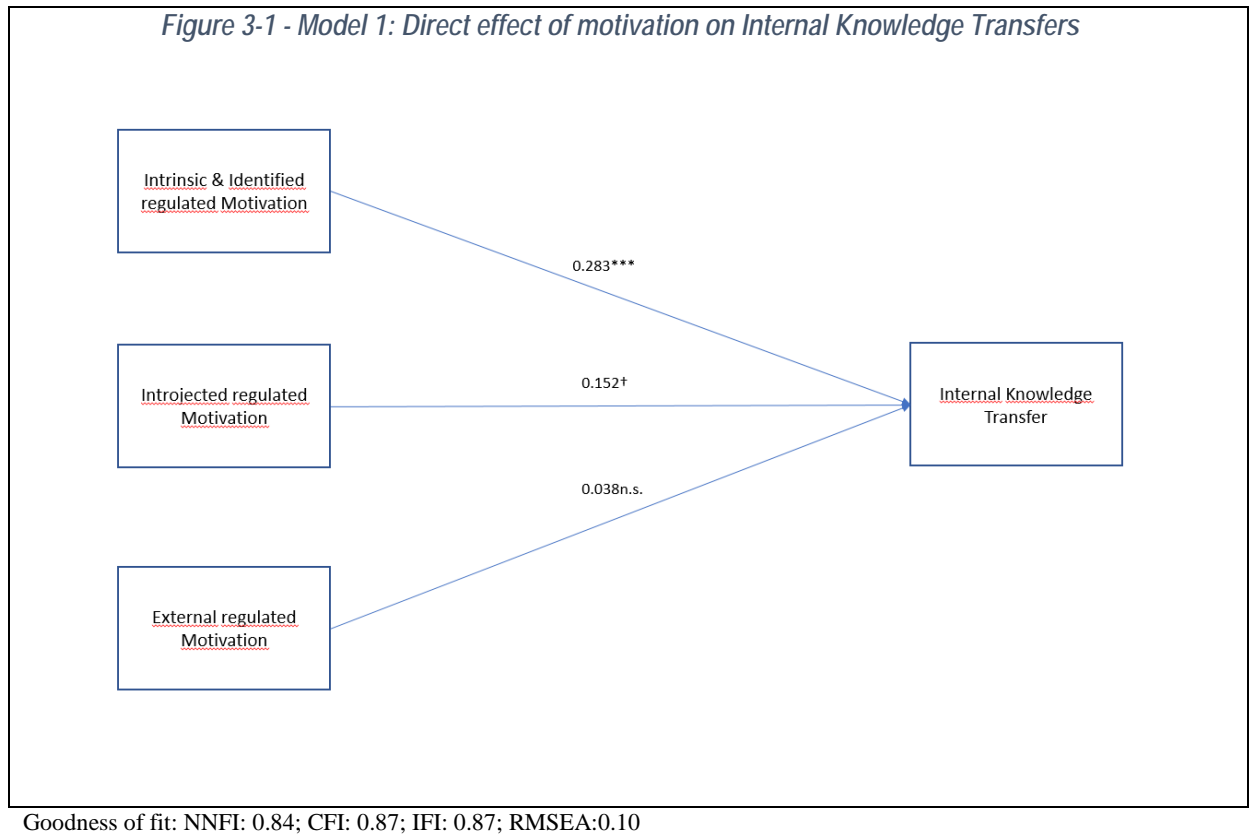 Figure 3-1 - Model 1: Direct effect of motivation on Internal Knowledge Transfers
Intrinsic & Identified
regulated Motivation
0.283***
Introjected regulated
Motivation
0.152†
Internal Knowledge
Transfer
0.038n.s.
External regulated
Motivation
Goodness of fit: NNFI: 0.84; CFI: 0.87; IFI: 0.87; RMSEA:0.10